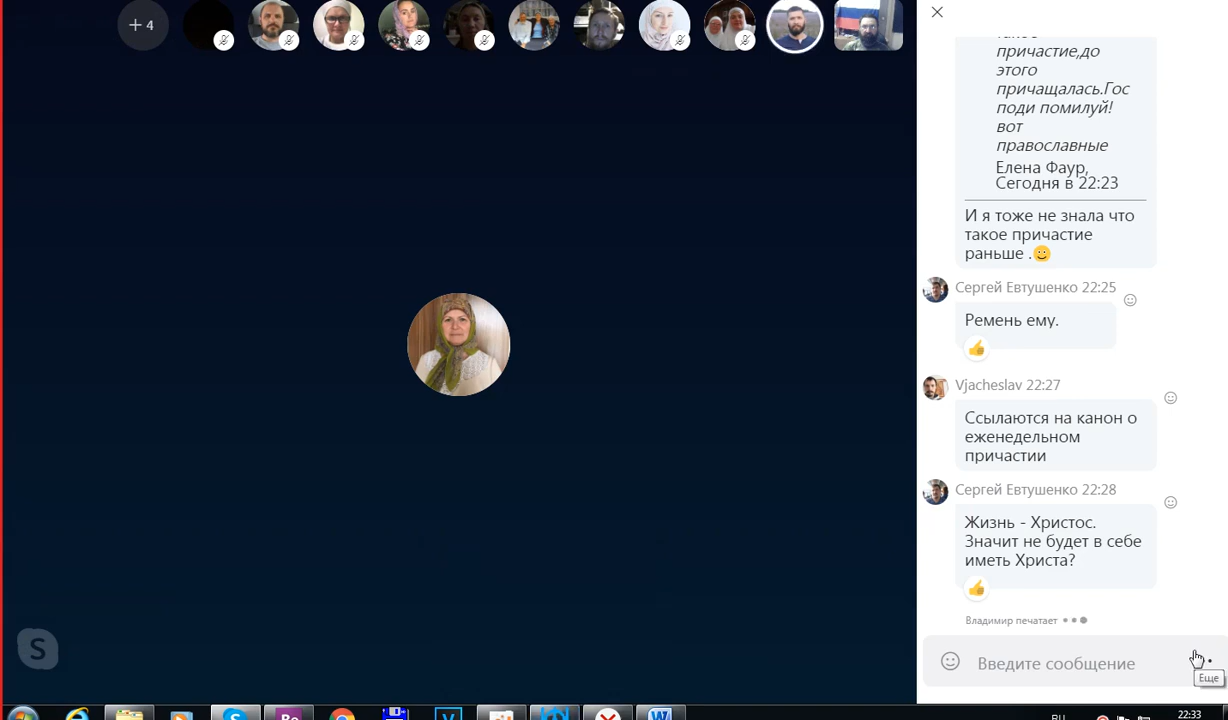 + 4
причастие,до
этого
причащалась.Гос
поди помилуй!
вот
православные
Елена Фаур,
Сегодня в 22:23
И я тоже не знала что
такое причастие
раньше .
Сергей Евтушенко 22:25
Ремень ему.
Vjacheslav 22:27
Ссылаются на канон о
еженедельном
причастии
Сергей Евтушенко 22:28
Жизнь - Христос.
Значит не будет в себе
иметь Христа?
Владимир печатает
Введите сообщение
Еще
S
RU
22:33